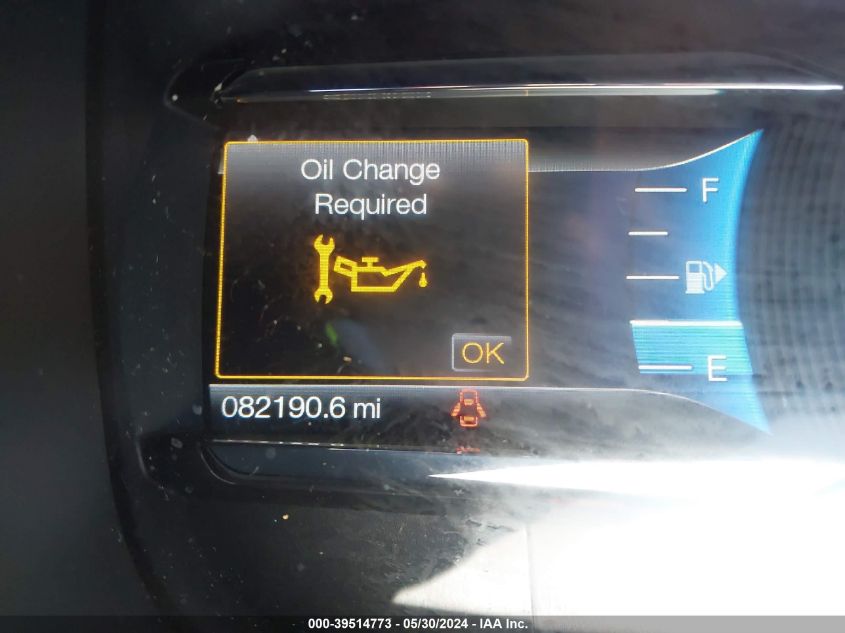 Oil Change
Required
OK
F
E
082190.6 mi
000-39514773 - 05/30/2024 - IAA Inc.